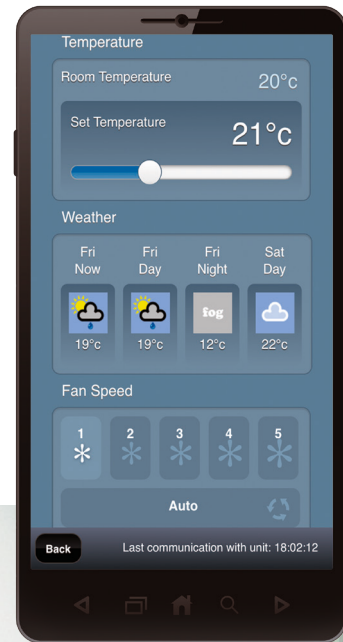 Temperature
Room Temperature 20°c
Set Temperature 21°c
Weather
Fri Fri Fri Sat
Now Day Night Day
fog
19°c 19°c 12°c 22°c
Fan Speed
1 2 3 4 5
Auto
Back Last communication with unit: 18:02:12